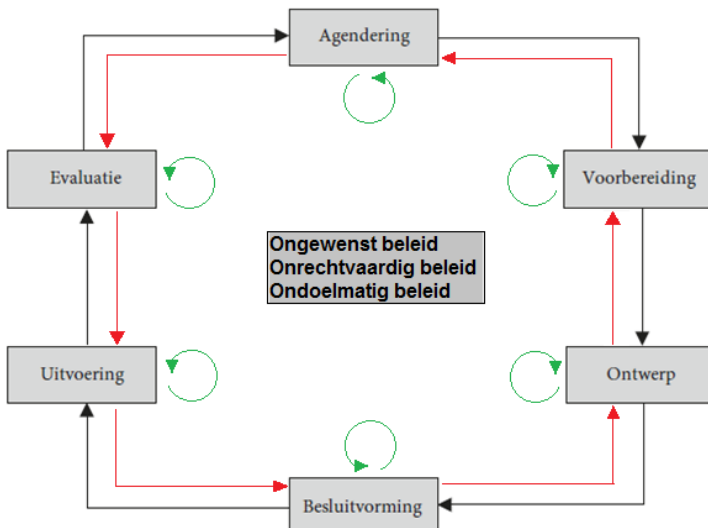 Agendering
Evaluatie
Voorbereiding
Ongewenst beleid
Onrechtvaardig beleid
Ondoelmatig beleid
Uitvoering
Ontwerp
Besluitvorming